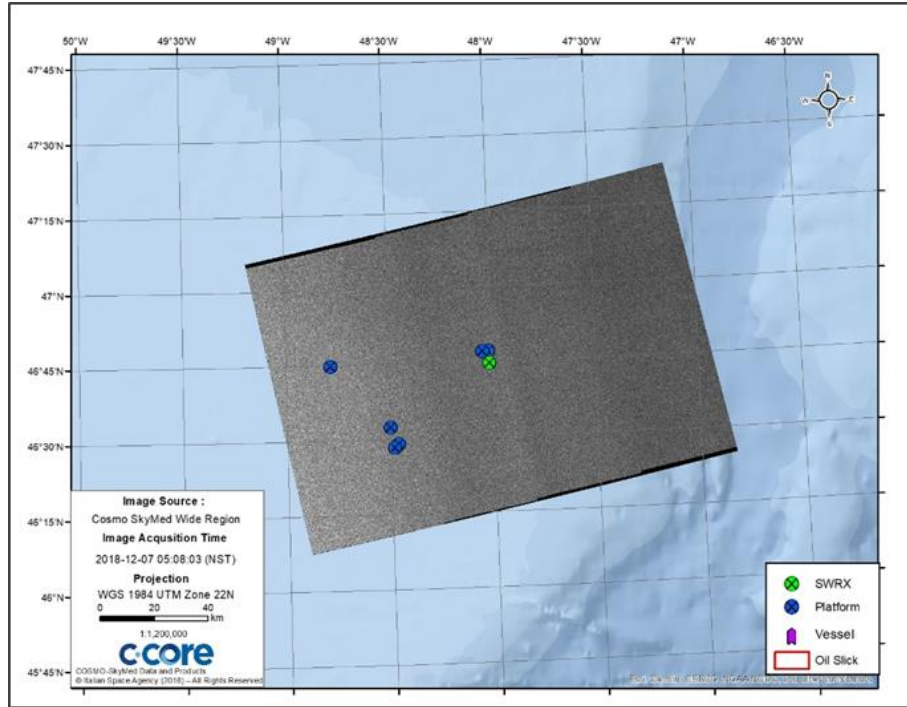 50°W 49°30'W 49°W 48°30'W 48°W 47°30'W 47°W 46°30'W
47°45'N
47°30'N
47°15'N
47°N
46°45'N
46°30'N
46°15'N
46°N
45°45'N
N
W E
S
Image Source :
Cosmo SkyMed Wide Region
Image Acqusition Time
2018-12-07 05:08:03 (NST)
Projection
WGS 1984 UTM Zone 22N
0 20 40
km
1:1,200,000
c-core
COSMO-SkyMed Data and Products
© Italian Space Agency (2018) – All Rights Reserved
SWRX
Platform
Vessel
Oil Slick